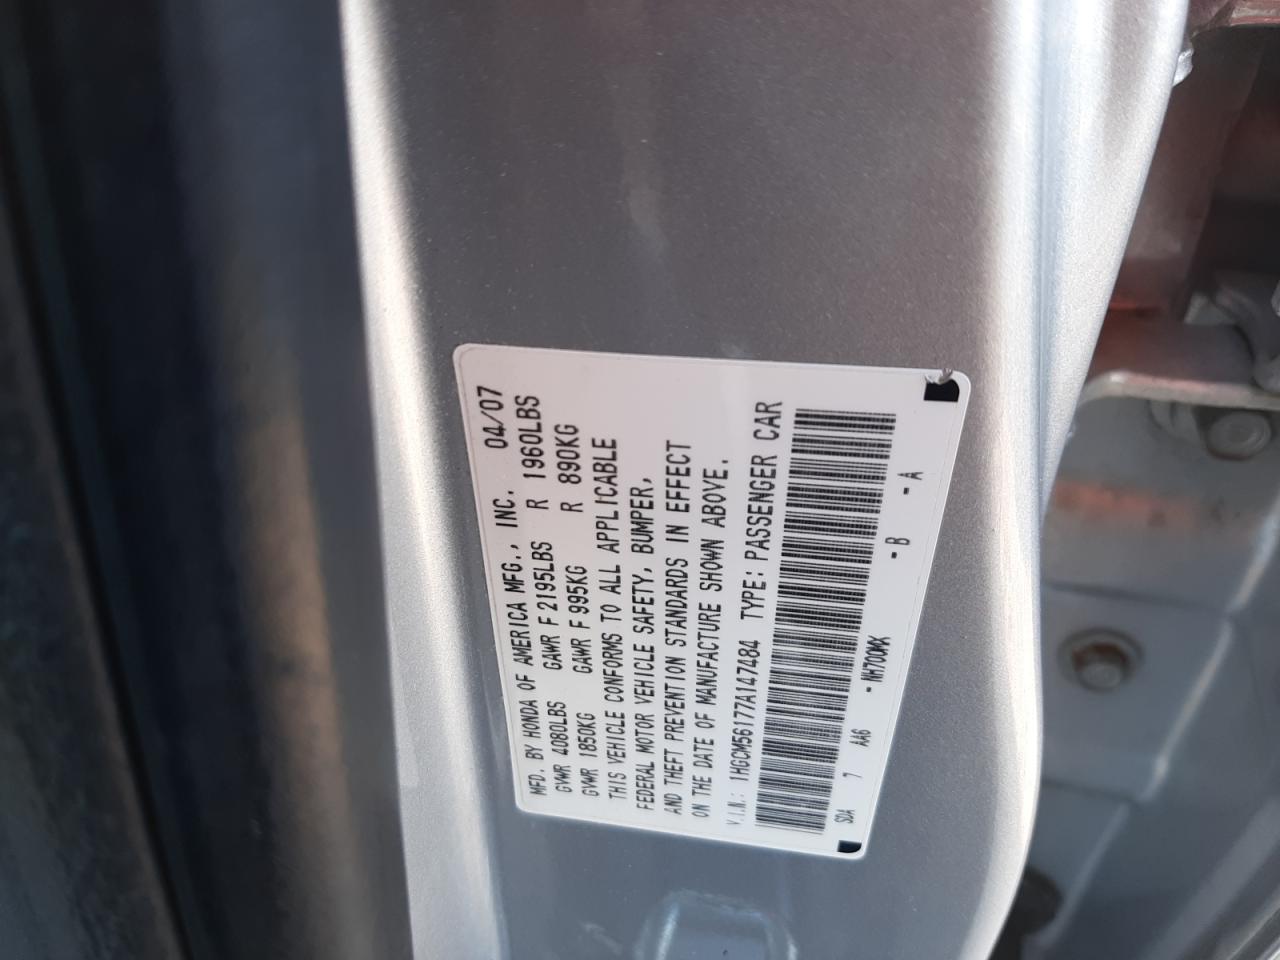 MFD. BY HONDA OF AMERICA MFG., INC. 04/07
GVWR 4080LBS GAWR F 2195LBS R 1960LBS
GVWR 1850KG GAWR F 995KG R 890KG
THIS VEHICLE CONFORMS TO ALL APPLICABLE
FEDERAL MOTOR VEHICLE SAFETY, BUMPER,
AND THEFT PREVENTION STANDARDS IN EFFECT
ON THE DATE OF MANUFACTURE SHOWN ABOVE.
V.I.N.: 1HGCM56177A147484 TYPE: PASSENGER CAR
SDA 7 AA6 - NH700MX - B - A